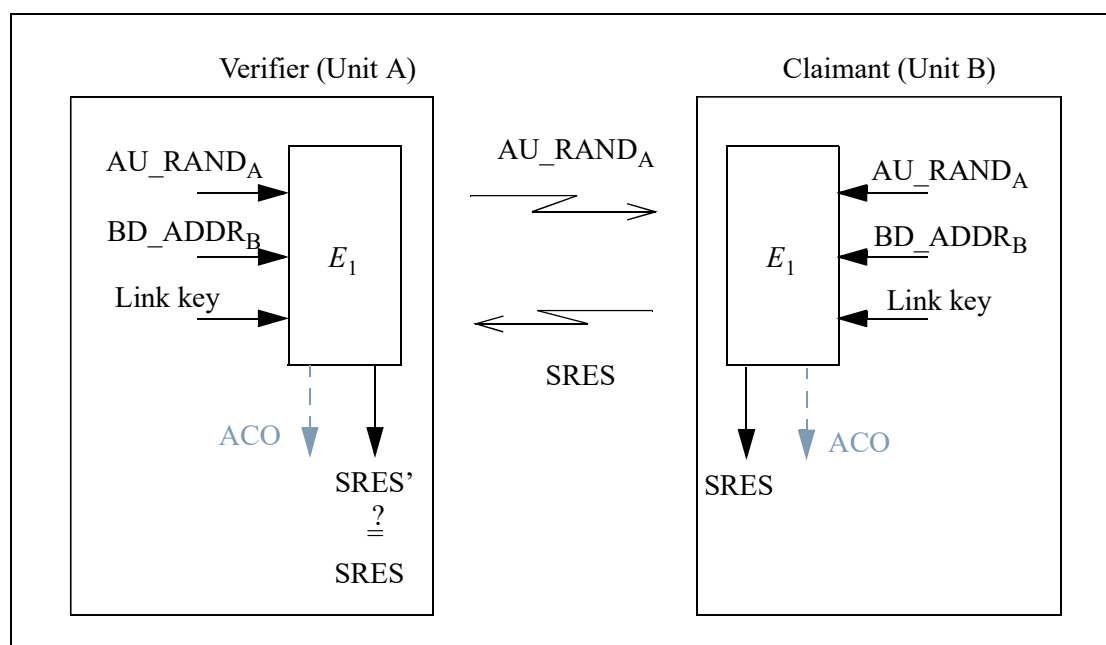 Verifier (Unit A)
Claimant (Unit B)
AU_RANDA
BD_ADDRB
Link key
E1
ACO
SRES’
?
=
SRES
AU_RANDA
SRES
E1
AU_RANDA
BD_ADDRB
Link key
SRES
ACO